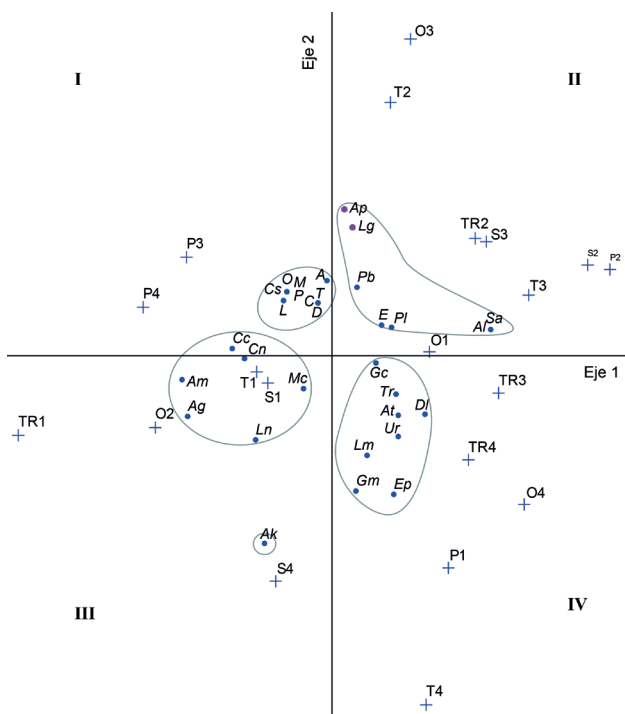 O3
Eje 2
I
II
T2
Ap
Lg
TR2
S3
P3
S2
P2
A
Pb
O M
Cs
P
T
C
L
D
T3
P4
E
Pl
Al
Sa
O1
Cc
Cn
Eje 1
T1
S1
Mc
Gc
Am
Tr
TR3
Ag
At
Dl
O2
TR1
Ln
Ur
Lm
TR4
Gm
Ep
O4
Ak
S4
P1
III
IV
T4